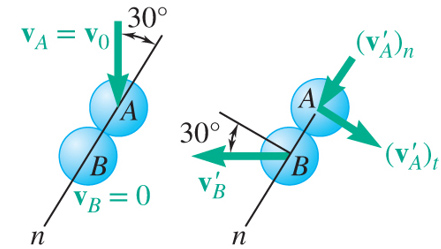 30°
v_A = v_0
A
B
v_B = 0
n
(v′_A)_n
A
30°
B
(v′_A)_t
v′_B
n